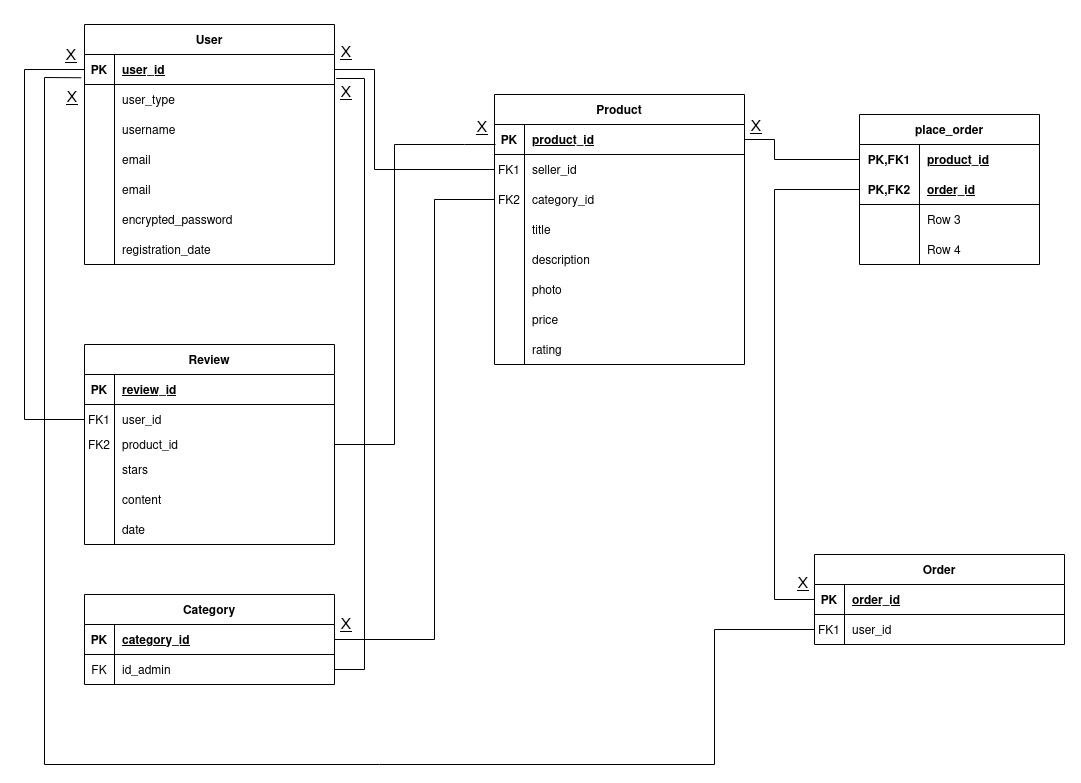 User
X
X
PK user_id
X
X
user_type
username
email
email
encrypted_password
registration_date
Product
X
X
PK product_id
FK1 seller_id
FK2 category_id
title
description
photo
price
rating
place_order
PK,FK1 product_id
PK,FK2 order_id
Row 3
Row 4
Review
PK review_id
FK1 user_id
FK2 product_id
stars
content
date
Category
X
PK category_id
FK id_admin
Order
X
PK order_id
FK1 user_id